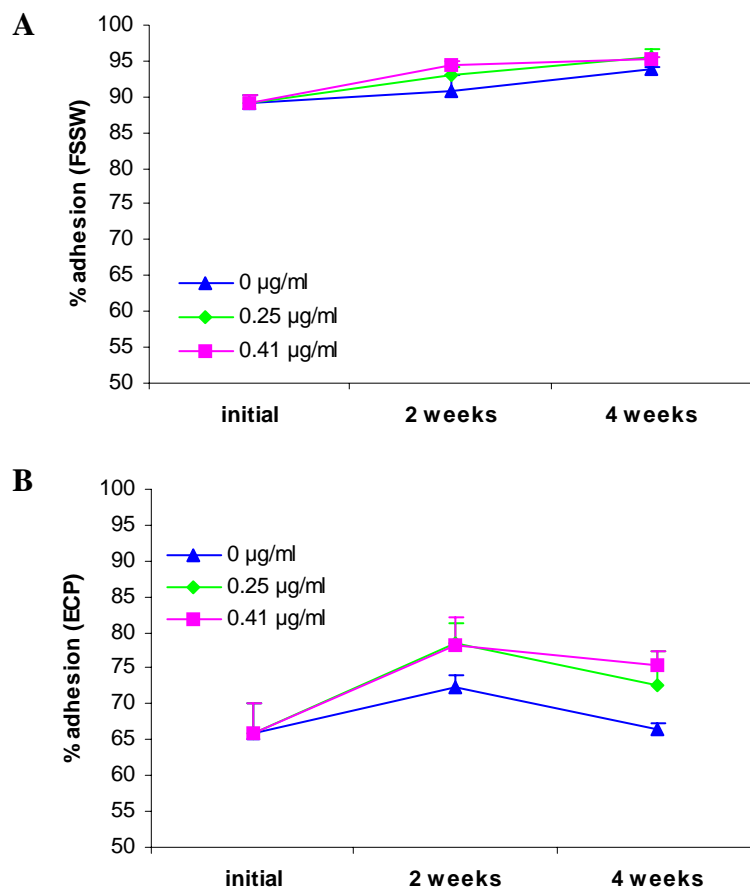 A
100
95
90
85
80
75
70
65
60
55
50
% adhesion (FSSW)
0 µg/ml
0.25 µg/ml
0.41 µg/ml
initial 2 weeks 4 weeks
B
100
95
90
85
80
75
70
65
60
55
50
% adhesion (ECP)
0 µg/ml
0.25 µg/ml
0.41 µg/ml
initial 2 weeks 4 weeks